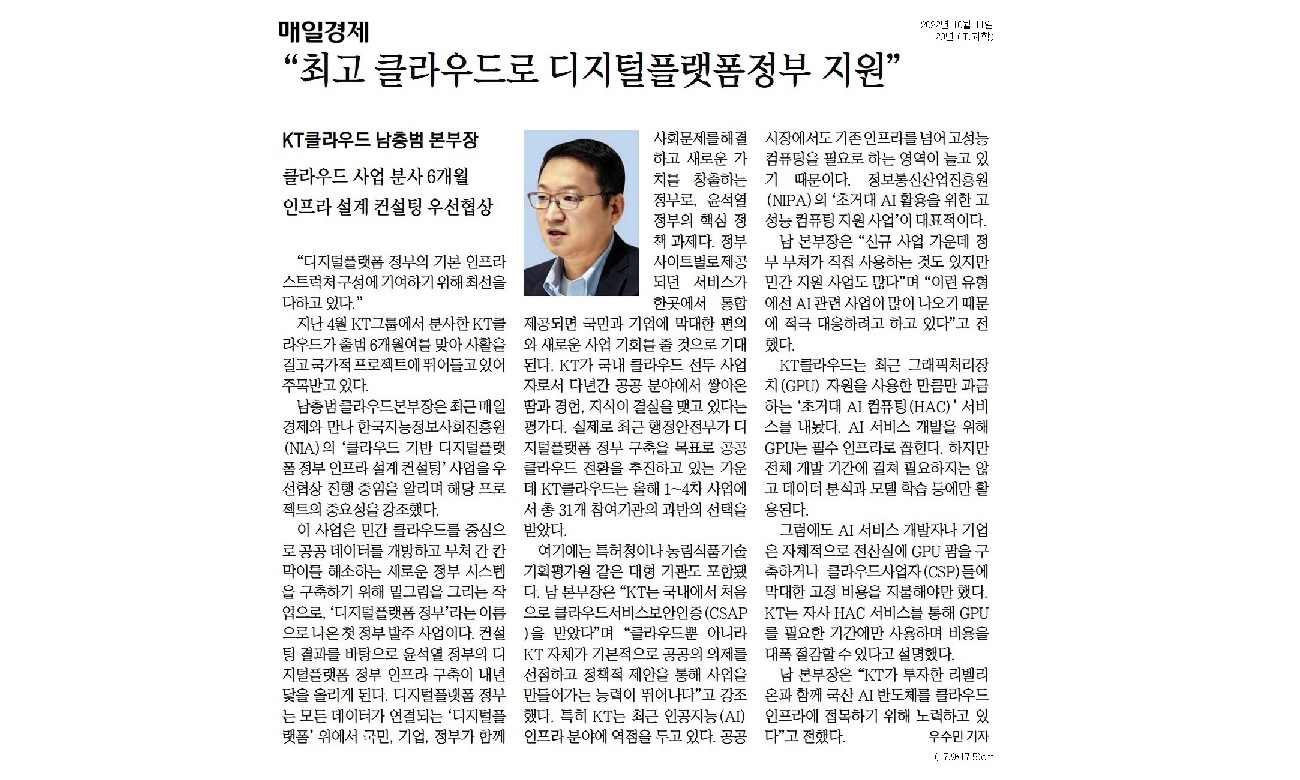 매일경제
2022년 10월 11일
“최고 클라우드로 디지털플랫폼정부 지원”
KT클라우드 남충범 본부장
클라우드 사업 분사 6개월
인프라 설계 컨설팅 우선협상
“디지털플랫폼 정부의 기본 인프라
스트럭처 구성에 기여하기 위해 최선을
다하고 있다.”
지난 4월 KT그룹에서 분사한 KT클
라우드가 출범 6개월여를 맞아 사활을
걸고 국가적 프로젝트에 뛰어들고 있어
주목받고 있다.
남충범 클라우드본부장은 최근 매일
경제와 만나 한국지능정보사회진흥원
(NIA)의 ‘클라우드 기반 디지털플랫
폼 정부 인프라 설계 컨설팅’ 사업을 우
선협상 진행 중임을 알리며 해당 프로
젝트의 중요성을 강조했다.
이 사업은 민간 클라우드를 중심으
로 공공 데이터를 개방하고 부처 간 칸
막이를 해소하는 새로운 정부 시스템
을 구축하기 위해 밑그림을 그리는 작
업으로, ‘디지털플랫폼 정부’라는 이름
으로 나온 첫 정부 발주 사업이다. 컨설
팅 결과를 바탕으로 윤석열 정부의 디
지털플랫폼 정부 인프라 구축이 내년
닻을 올리게 된다. 디지털플랫폼 정부
는 모든 데이터가 연결되는 ‘디지털플
랫폼’ 위에서 국민, 기업, 정부가 함께
사회문제를 해결
하고 새로운 가
치를 창출하는
정부로, 윤석열
정부의 핵심 정
책 과제다. 정부
사이트별로 제공
되던 서비스가
한곳에서 통합
제공되면 국민과 기업에 막대한 편의
와 새로운 사업 기회를 줄 것으로 기대
된다. KT가 국내 클라우드 선두 사업
자로서 다년간 공공 분야에서 쌓아온
땀과 경험, 지식이 결실을 맺고 있다는
평가다. 실제로 최근 행정안전부가 디
지털플랫폼 정부 구축을 목표로 공공
클라우드 전환을 추진하고 있는 가운
데 KT클라우드는 올해 1~4차 사업에
서 총 31개 참여기관의 과반의 선택을
받았다.
여기에는 특허청이나 농림식품기술
기획평가원 같은 대형 기관도 포함됐
다. 남 본부장은 “KT는 국내에서 처음
으로 클라우드서비스보안인증(CSAP
)을 받았다”며 “클라우드뿐 아니라
KT 자체가 기본적으로 공공의 의제를
선점하고 정책적 제안을 통해 사업을
만들어가는 능력이 뛰어나다”고 강조
했다. 특히 KT는 최근 인공지능(AI)
인프라 분야에 역점을 두고 있다. 공공
시장에서도 기존 인프라를 넘어 고성능
컴퓨팅을 필요로 하는 영역이 늘고 있
기 때문이다. 정보통신산업진흥원
(NIPA)의 ‘초거대 AI 활용을 위한 고
성능 컴퓨팅 지원 사업’이 대표적이다.
남 본부장은 “신규 사업 가운데 정
부 부처가 직접 사용하는 것도 있지만
민간 지원 사업도 많다”며 “이런 유형
에선 AI 관련 사업이 많이 나오기 때문
에 적극 대응하려고 하고 있다”고 전
했다.
KT클라우드는 최근 그래픽처리장
치(GPU) 자원을 사용한 만큼만 과금
하는 ‘초거대 AI 컴퓨팅(HAC)’ 서비
스를 내놨다. AI 서비스 개발을 위해
GPU는 필수 인프라로 꼽힌다. 하지만
전체 개발 기간에 걸쳐 필요하지는 않
고 데이터 분석과 모델 학습 등에만 활
용된다.
그럼에도 AI 서비스 개발자나 기업
은 자체적으로 전산실에 GPU 팜을 구
축하거나 클라우드사업자(CSP)들에
막대한 고정 비용을 지불해야만 했다.
KT는 자사 HAC 서비스를 통해 GPU
를 필요한 기간에만 사용하며 비용을
대폭 절감할 수 있다고 설명했다.
남 본부장은 “KT가 투자한 리벨리
온과 함께 국산 AI 반도체를 클라우드
인프라에 접목하기 위해 노력하고 있
다”고 전했다.
우수민 기자